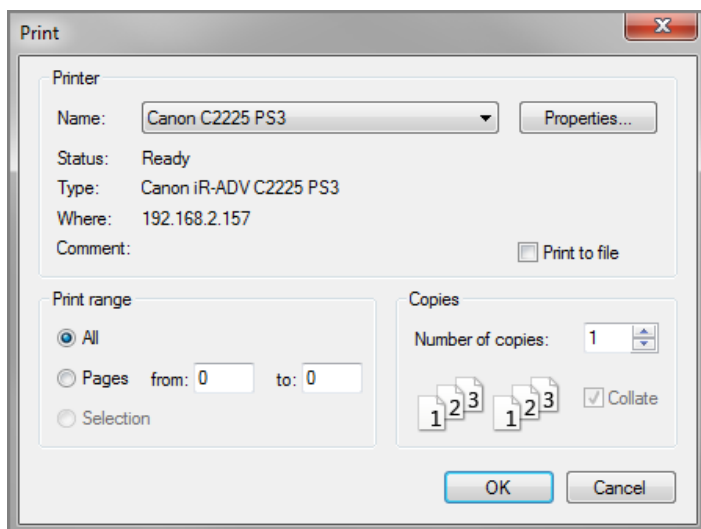 Print
Printer
Name: Canon C2225 PS3 Properties...
Status: Ready
Type: Canon iR-ADV C2225 PS3
Where: 192.168.2.157
Comment: Print to file
Print range
All
Pages from: 0 to: 0
Selection
Copies
Number of copies: 1
1 2 3 1 2 3 Collate
OK Cancel